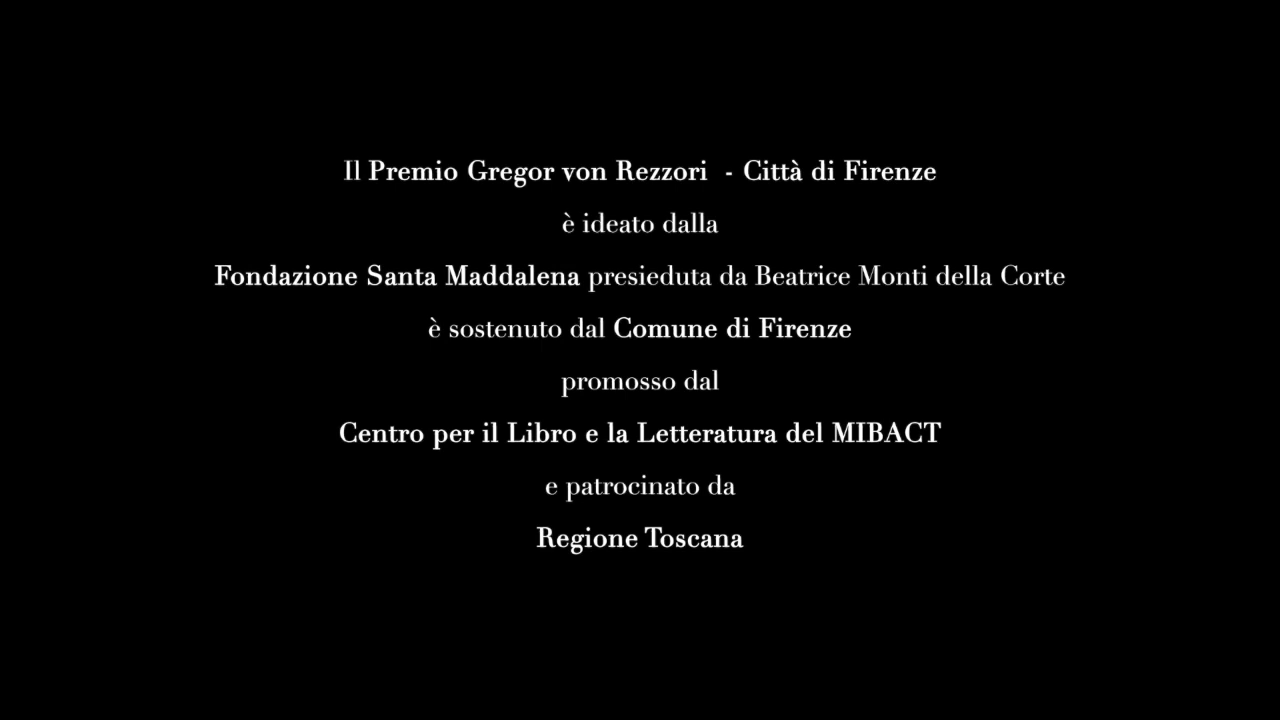 Il Premio Gregor von Rezzori - Città di Firenze
è ideato dalla
Fondazione Santa Maddalena presieduta da Beatrice Monti della Corte
è sostenuto dal Comune di Firenze
promosso dal
Centro per il Libro e la Letteratura del MIBACT
e patrocinato da
Regione Toscana